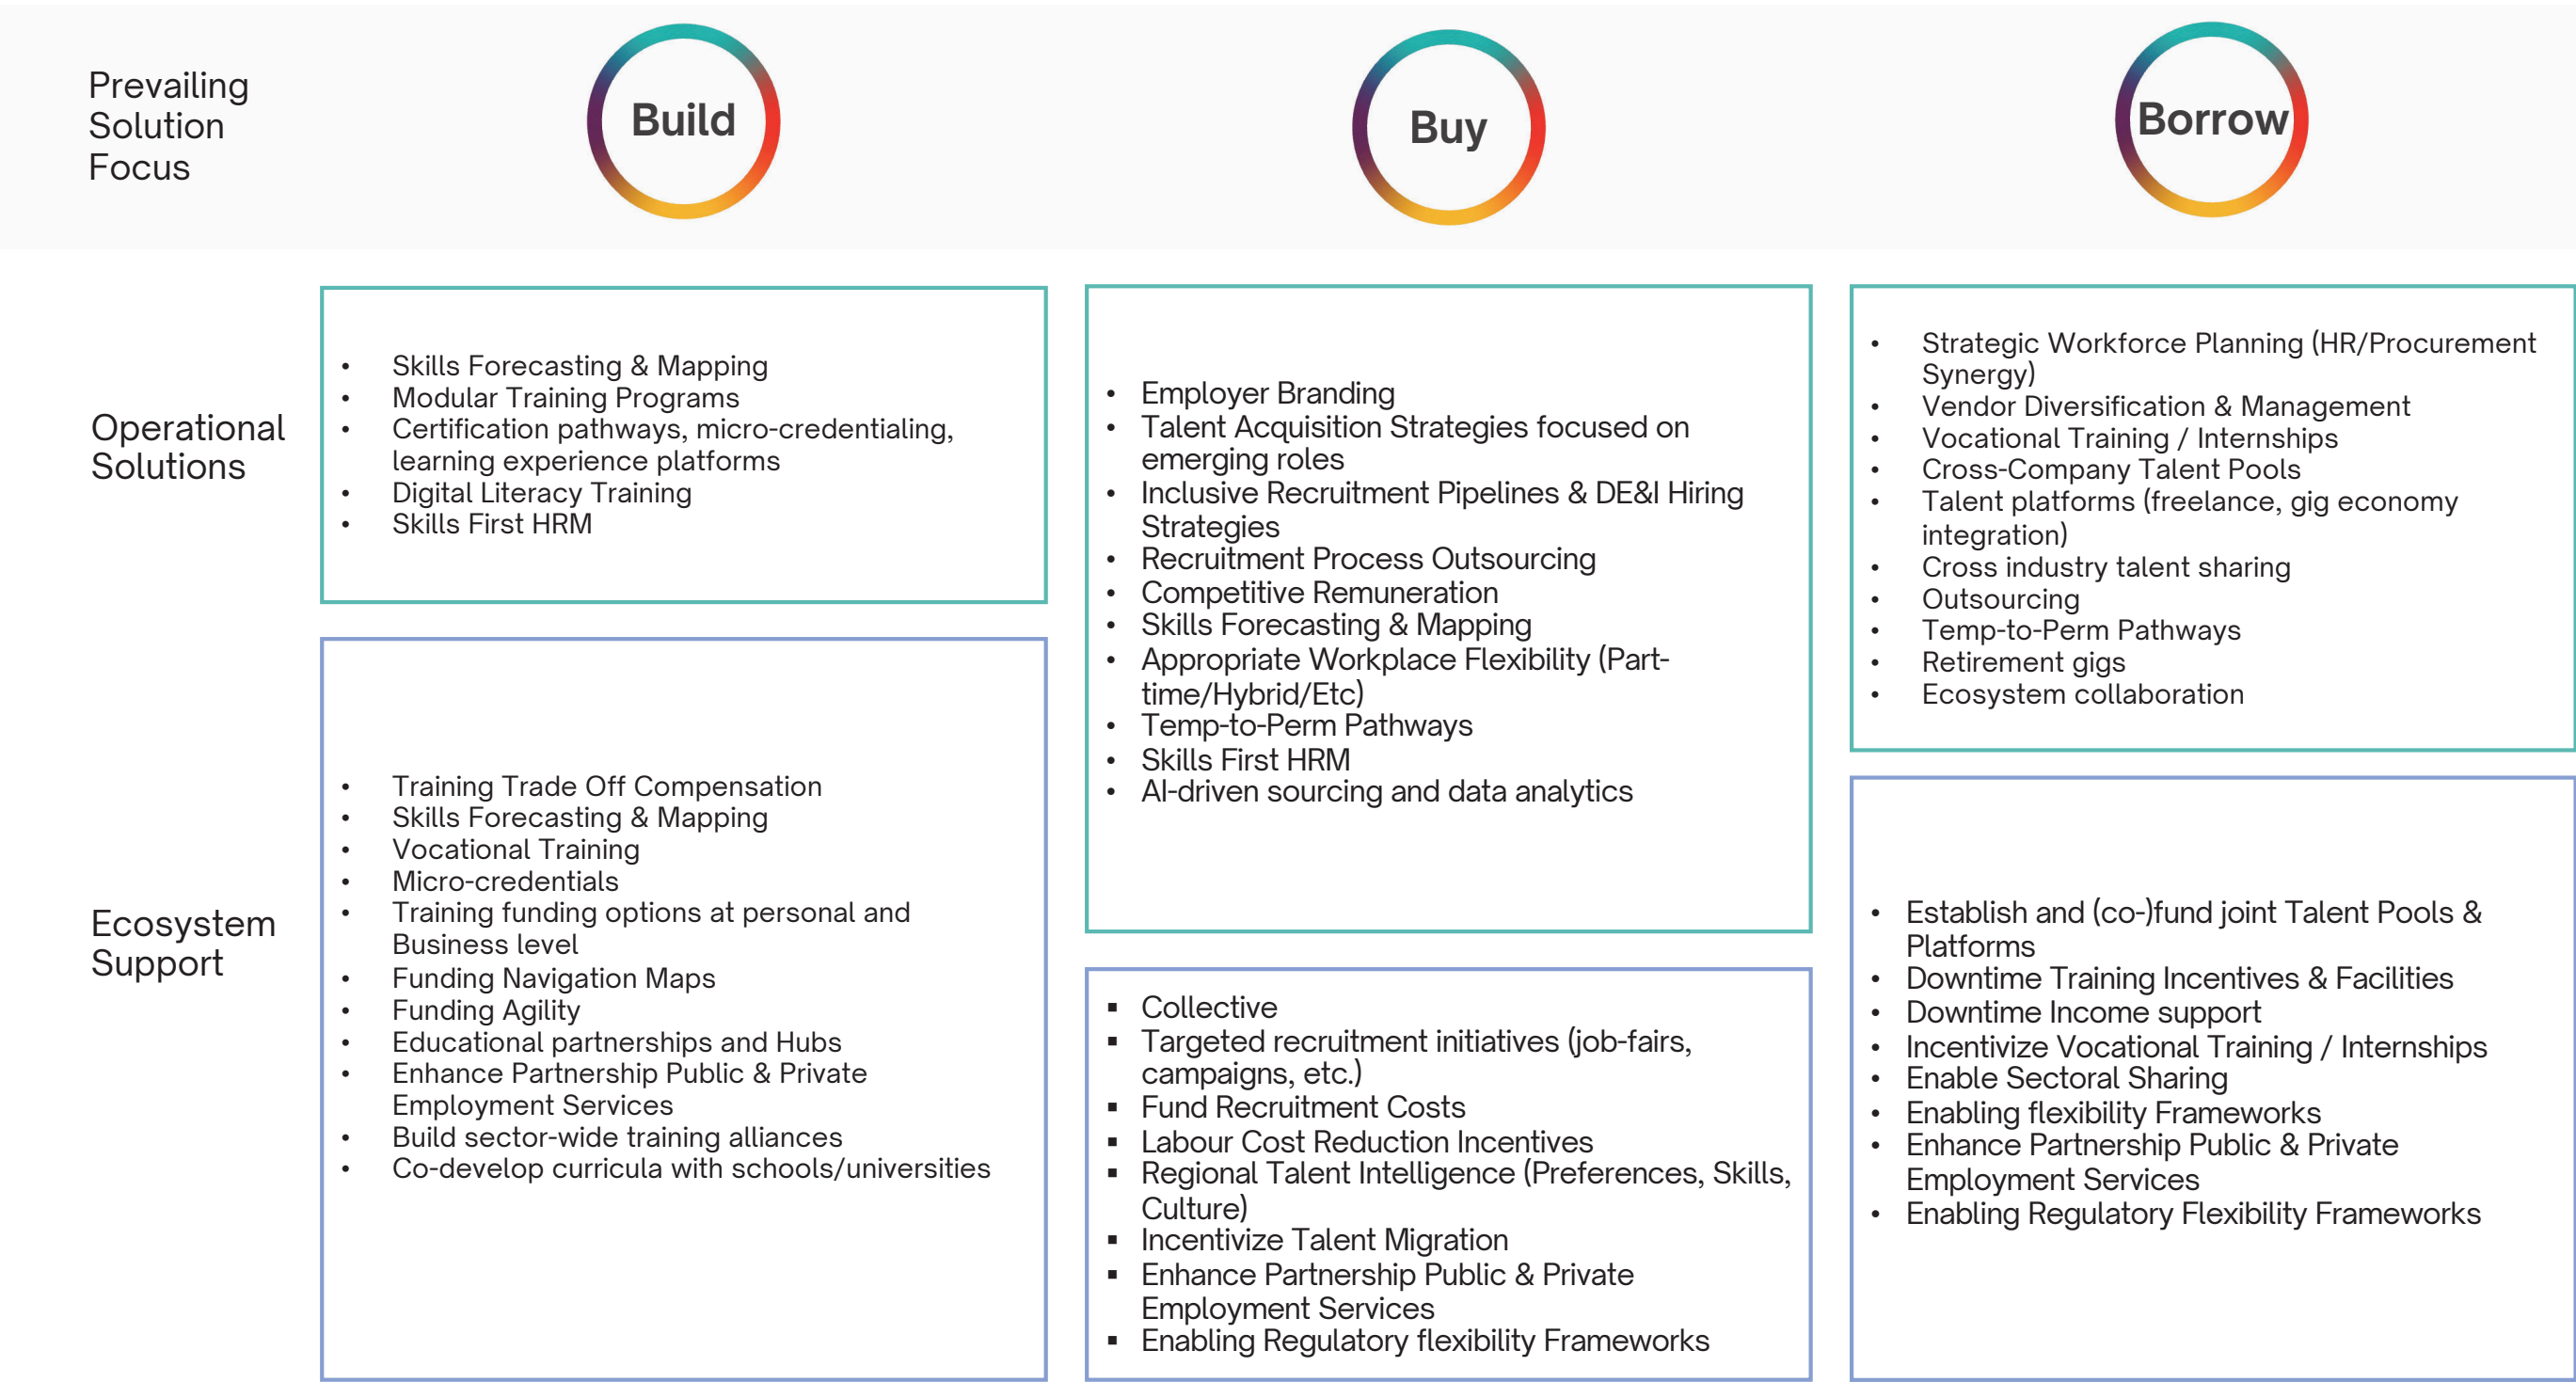 Prevailing
Solution
Focus
Build
Buy
Borrow
Operational
Solutions
• Skills Forecasting & Mapping
• Modular Training Programs
• Certification pathways, micro-credentialing,
learning experience platforms
• Digital Literacy Training
• Skills First HRM
• Employer Branding
• Talent Acquisition Strategies focused on
emerging roles
• Inclusive Recruitment Pipelines & DE&I Hiring
Strategies
• Recruitment Process Outsourcing
• Competitive Remuneration
• Skills Forecasting & Mapping
• Appropriate Workplace Flexibility (Part-
time/Hybrid/Etc)
• Temp-to-Perm Pathways
• Skills First HRM
• AI-driven sourcing and data analytics
• Strategic Workforce Planning (HR/Procurement
Synergy)
• Vendor Diversification & Management
• Vocational Training / Internships
• Cross-Company Talent Pools
• Talent platforms (freelance, gig economy
integration)
• Cross industry talent sharing
• Outsourcing
• Temp-to-Perm Pathways
• Retirement gigs
• Ecosystem collaboration
Ecosystem
Support
• Training Trade Off Compensation
• Skills Forecasting & Mapping
• Vocational Training
• Micro-credentials
• Training funding options at personal and
Business level
• Funding Navigation Maps
• Funding Agility
• Educational partnerships and Hubs
• Enhance Partnership Public & Private
Employment Services
• Build sector-wide training alliances
• Co-develop curricula with schools/universities
▪ Collective
▪ Targeted recruitment initiatives (job-fairs,
campaigns, etc.)
▪ Fund Recruitment Costs
▪ Labour Cost Reduction Incentives
▪ Regional Talent Intelligence (Preferences, Skills,
Culture)
▪ Incentivize Talent Migration
▪ Enhance Partnership Public & Private
Employment Services
▪ Enabling Regulatory flexibility Frameworks
• Establish and (co-)fund joint Talent Pools &
Platforms
• Downtime Training Incentives & Facilities
• Downtime Income support
• Incentivize Vocational Training / Internships
• Enable Sectoral Sharing
• Enabling flexibility Frameworks
• Enhance Partnership Public & Private
Employment Services
• Enabling Regulatory Flexibility Frameworks